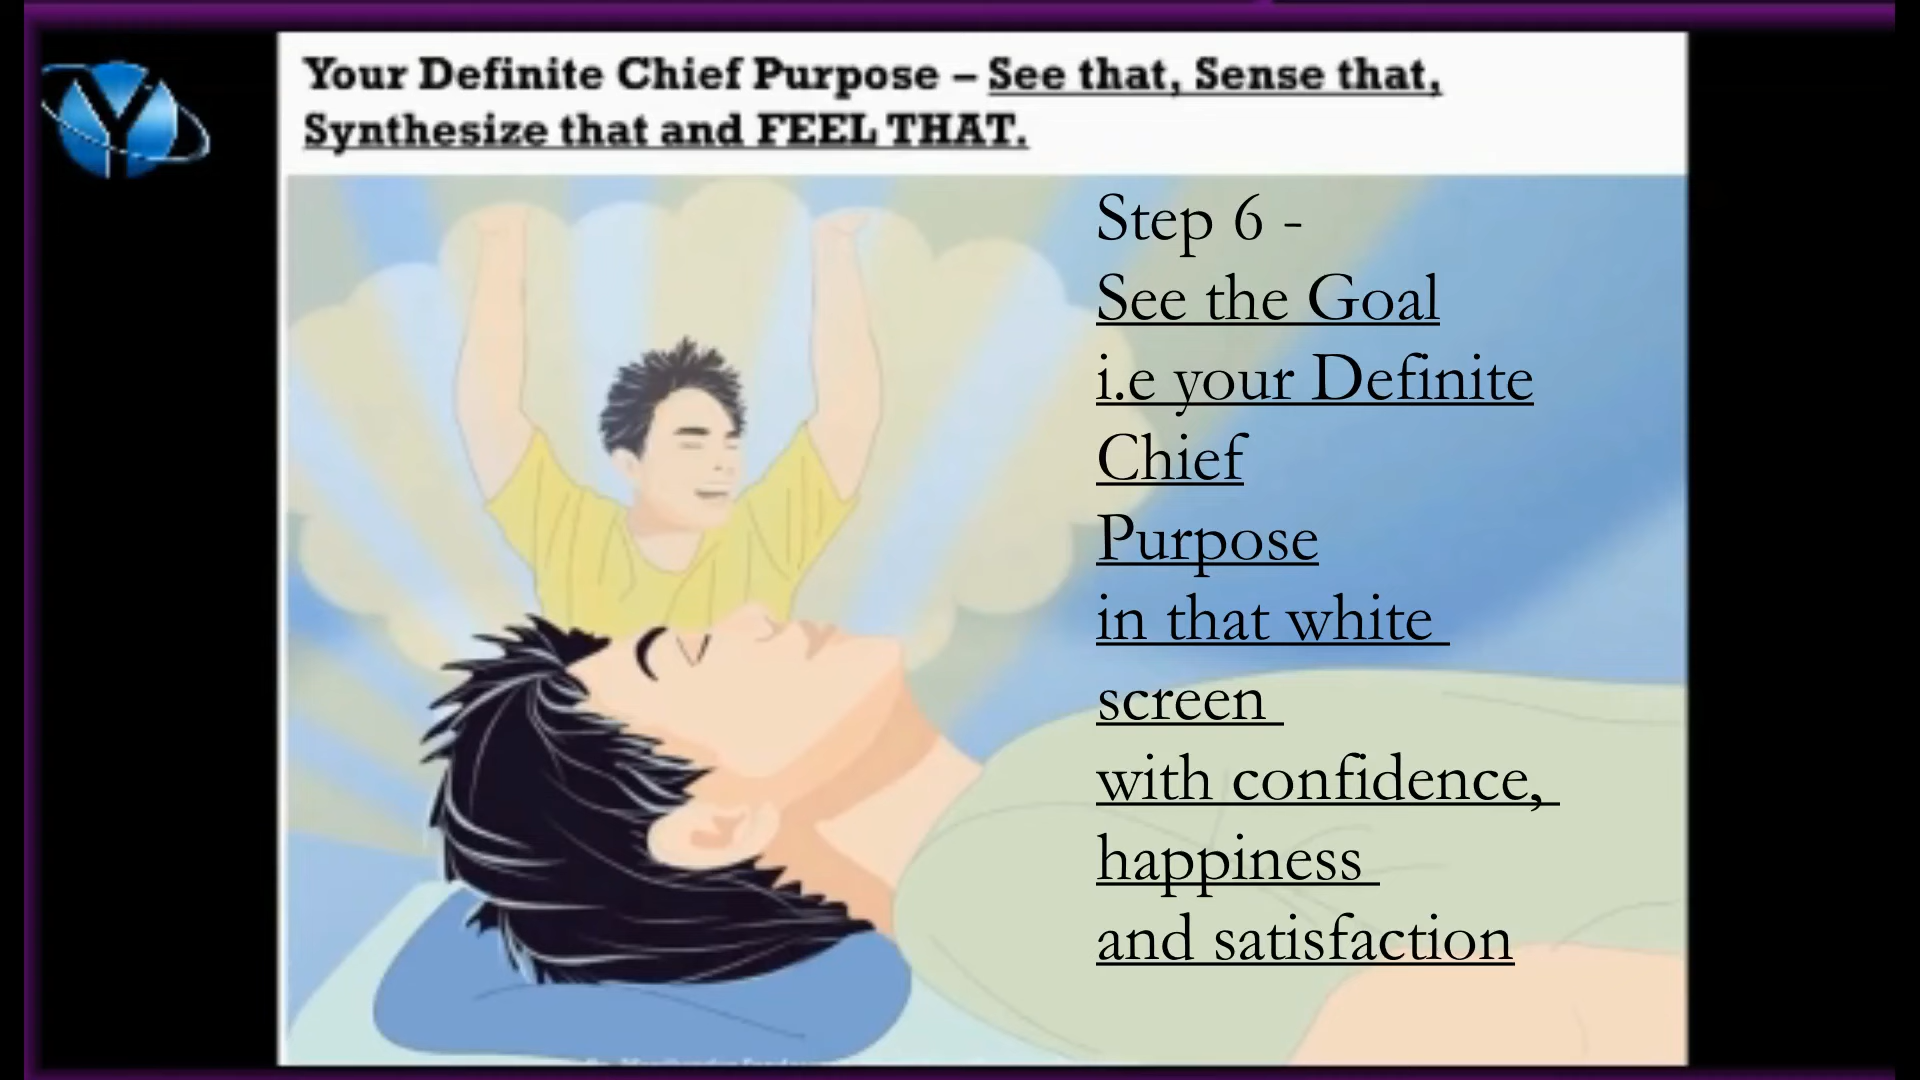 Your Definite Chief Purpose – See that, Sense that,
Synthesize that and FEEL THAT.
Y
Step 6 -
See the Goal
i.e your Definite
Chief
Purpose
in that white
screen
with confidence,
happiness
and satisfaction